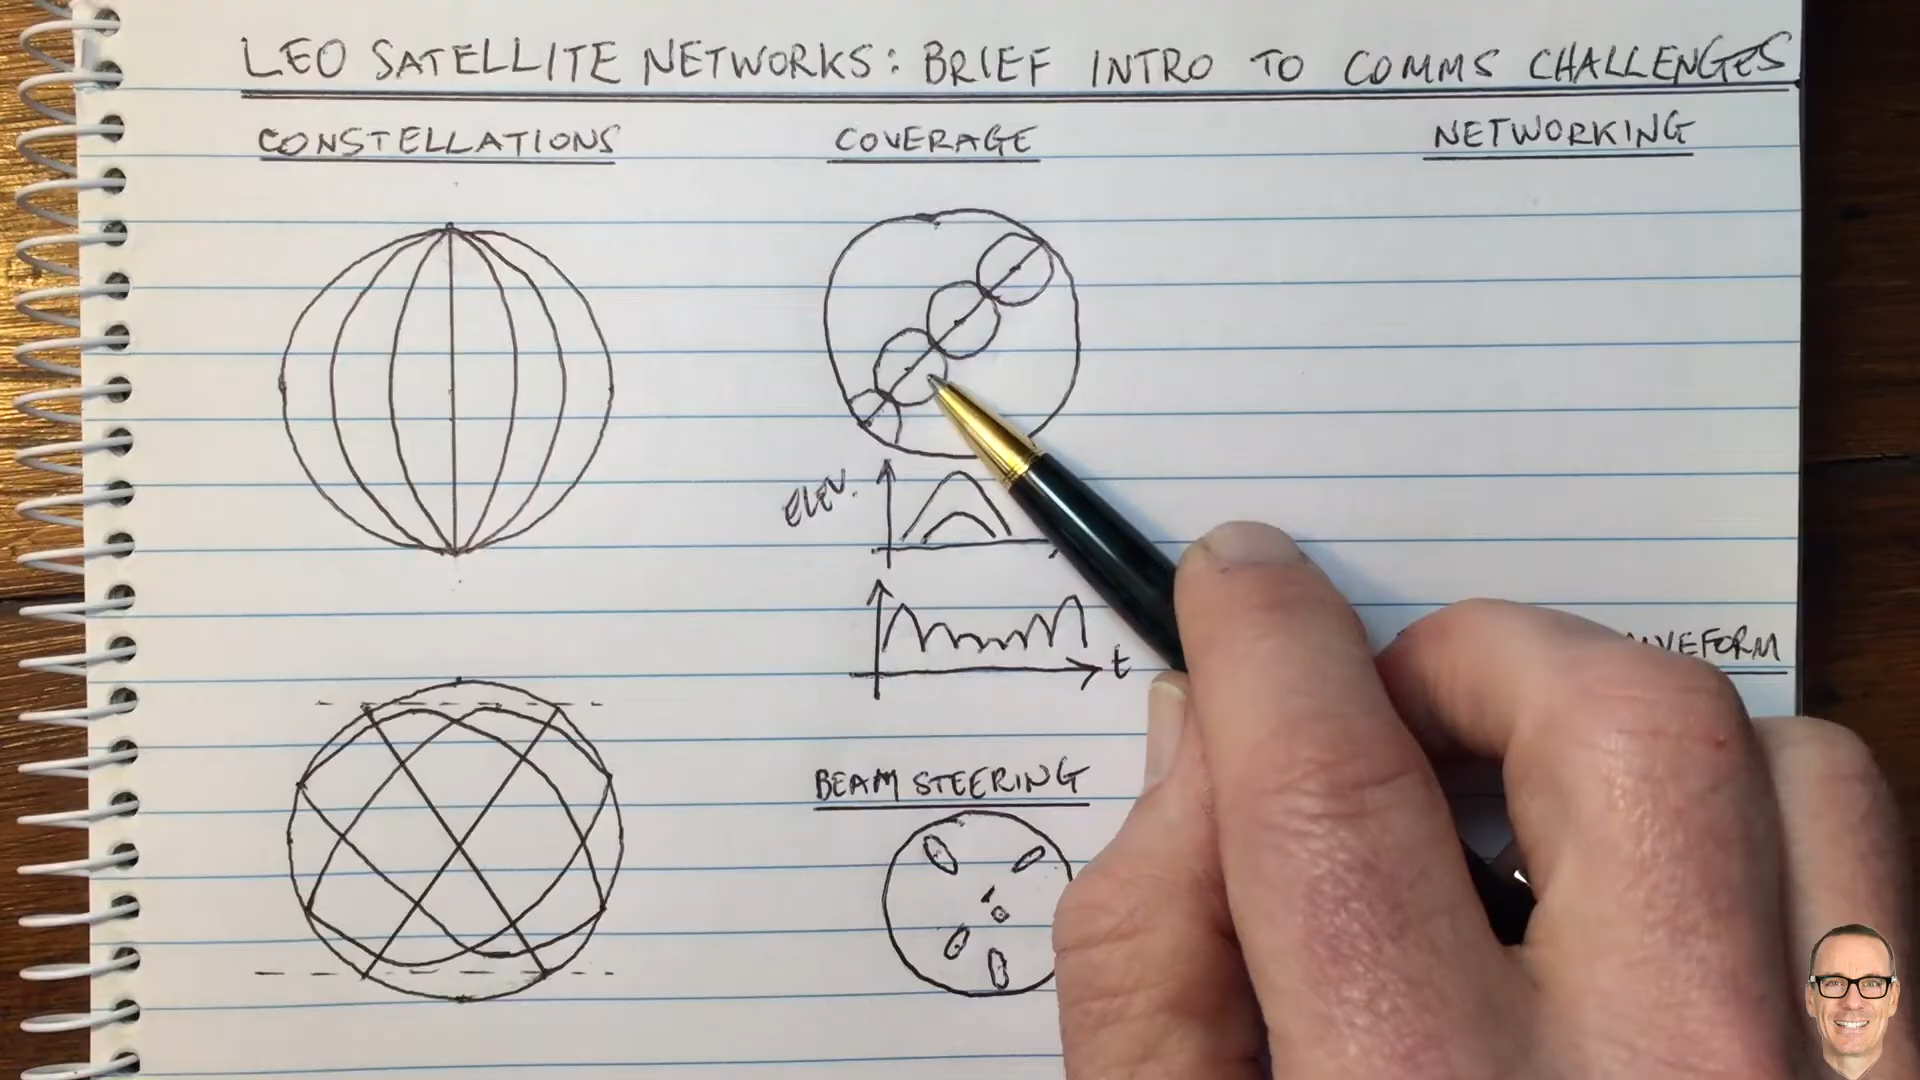 LEO SATELLITE NETWORKS: BRIEF INTRO TO COMMS CHALLENGES
CONSTELLATIONS
COVERAGE
NETWORKING
ELEV.
t
BEAM STEERING